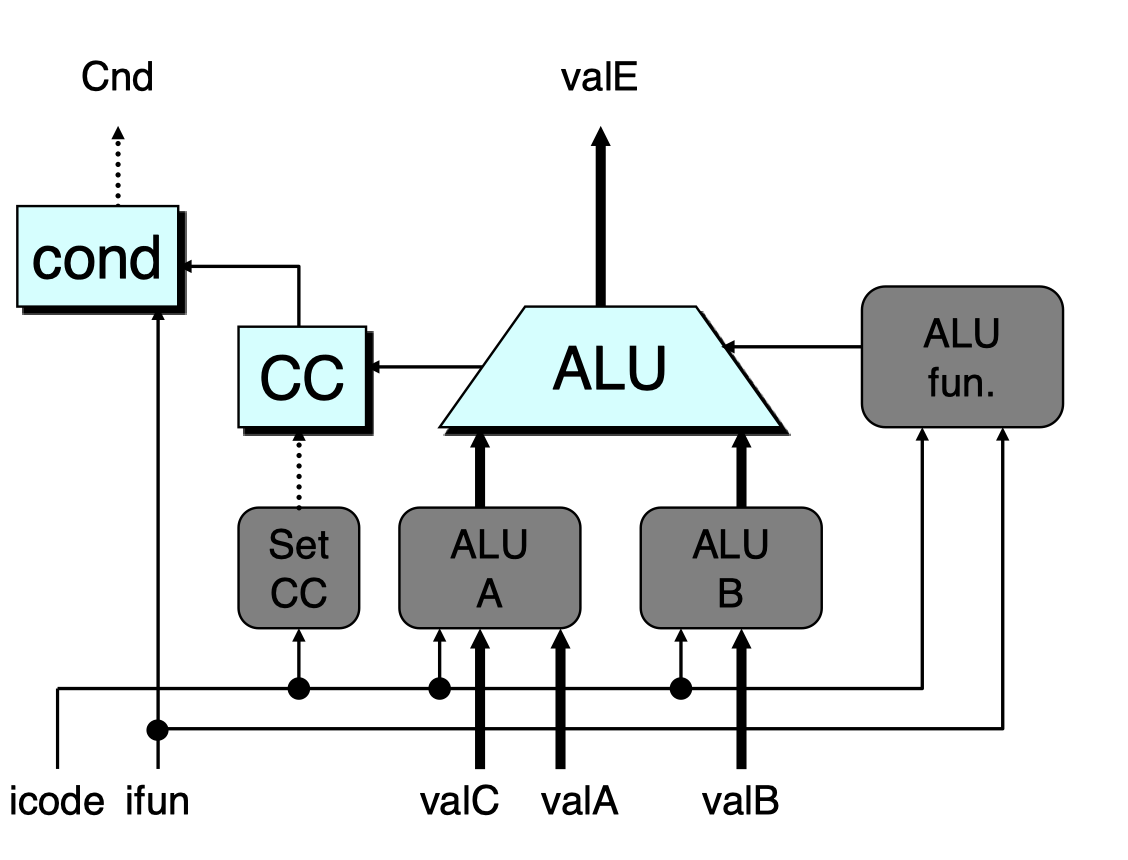 Cnd
valE
cond
CC
ALU
ALU
fun.
Set
CC
ALU
A
ALU
B
icode
ifun
valC
valA
valB